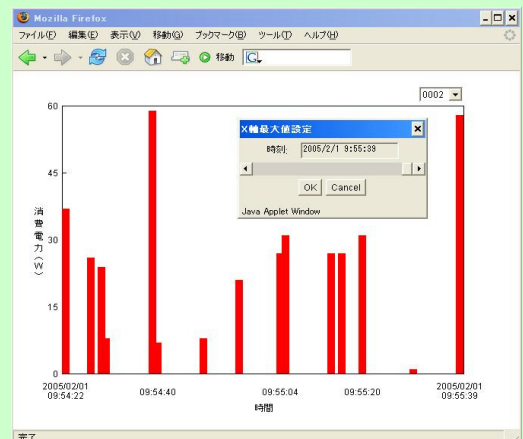 Mozilla Firefox
ファイル(F) 編集(E) 表示(V) 移動(G) ブックマーク(B) ツール(T) ヘルプ(H)
移動
0002
X軸最大値設定
時刻: 2005/2/1 9:55:39
OK Cancel
Java Applet Window
消費電力(W)
60
45
30
15
0
2005/02/01
09:54:22
09:54:40
09:55:04
09:55:20
2005/02/01
09:55:39
時間
完了